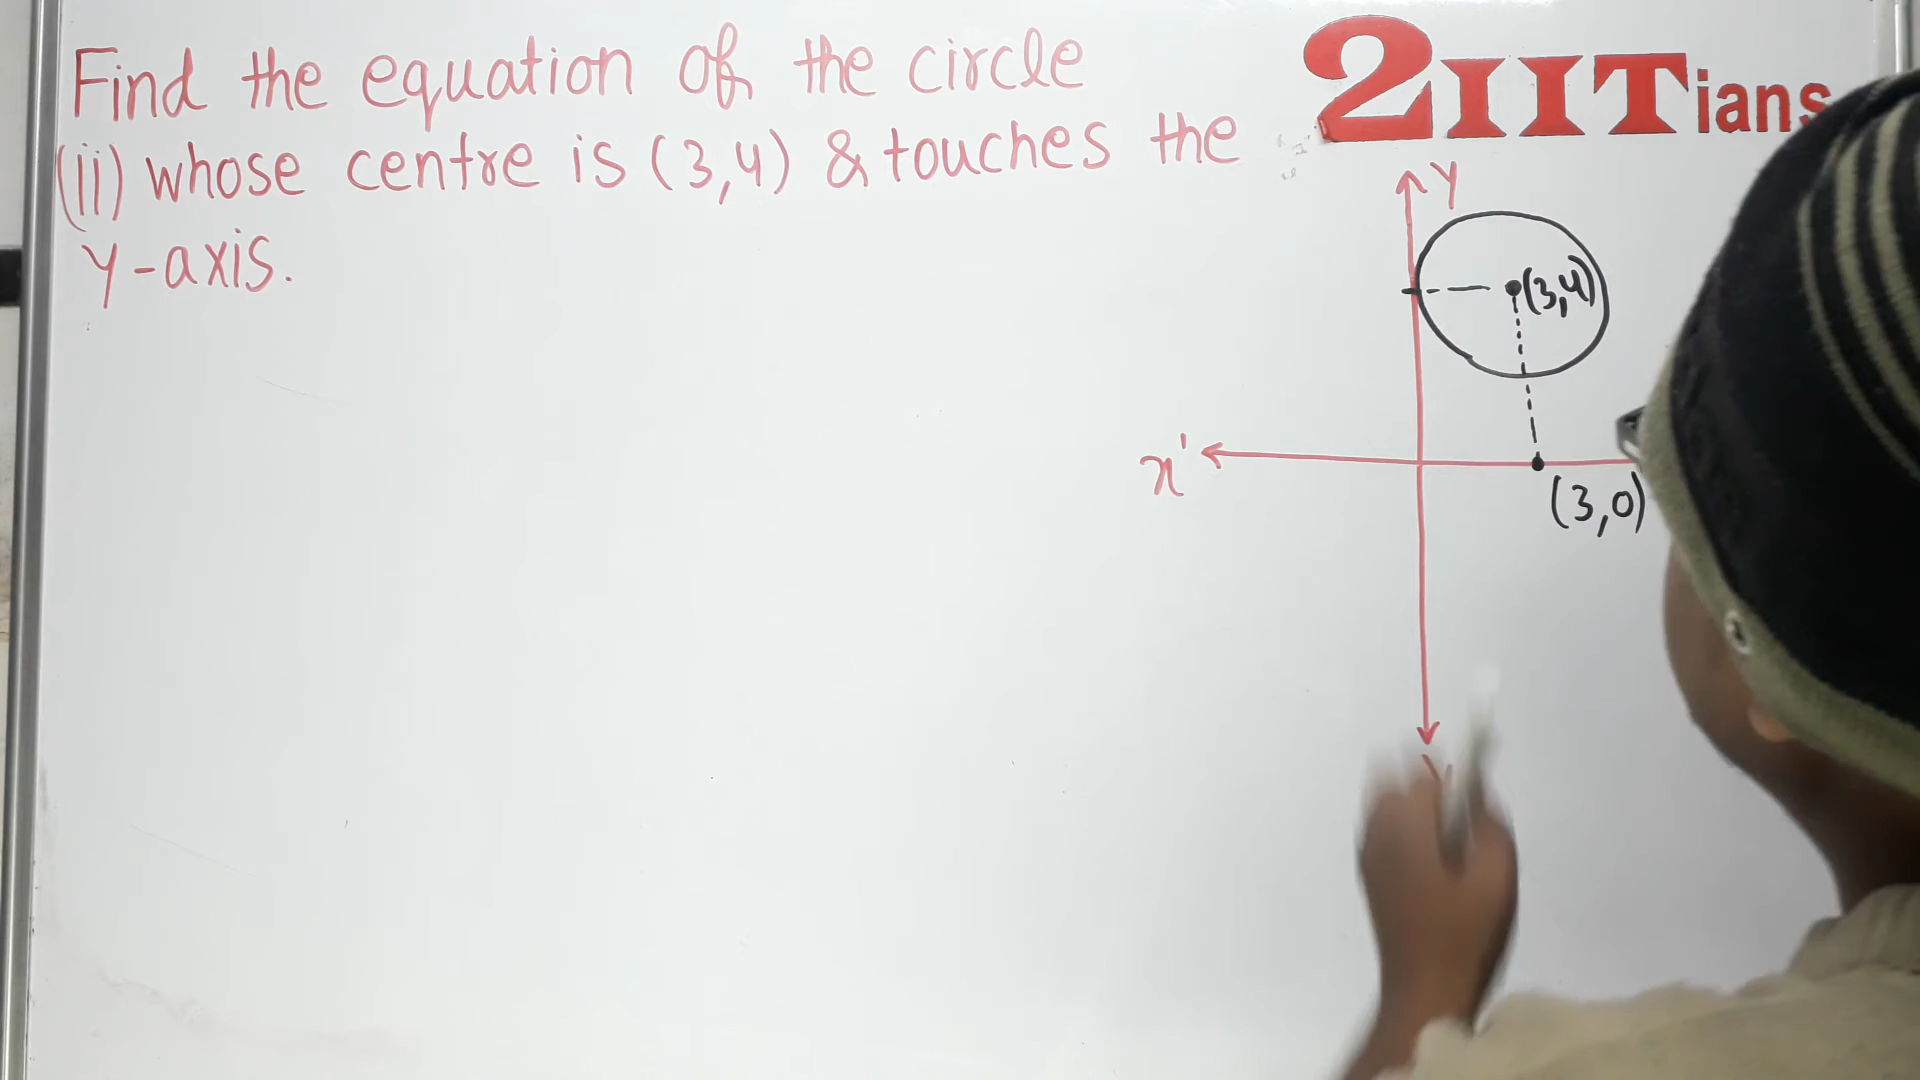 Find the equation of the circle
(ii) whose centre is (3,4) & touches the
y-axis.
2IITians
Y
(3,4)
x'
(3,0)